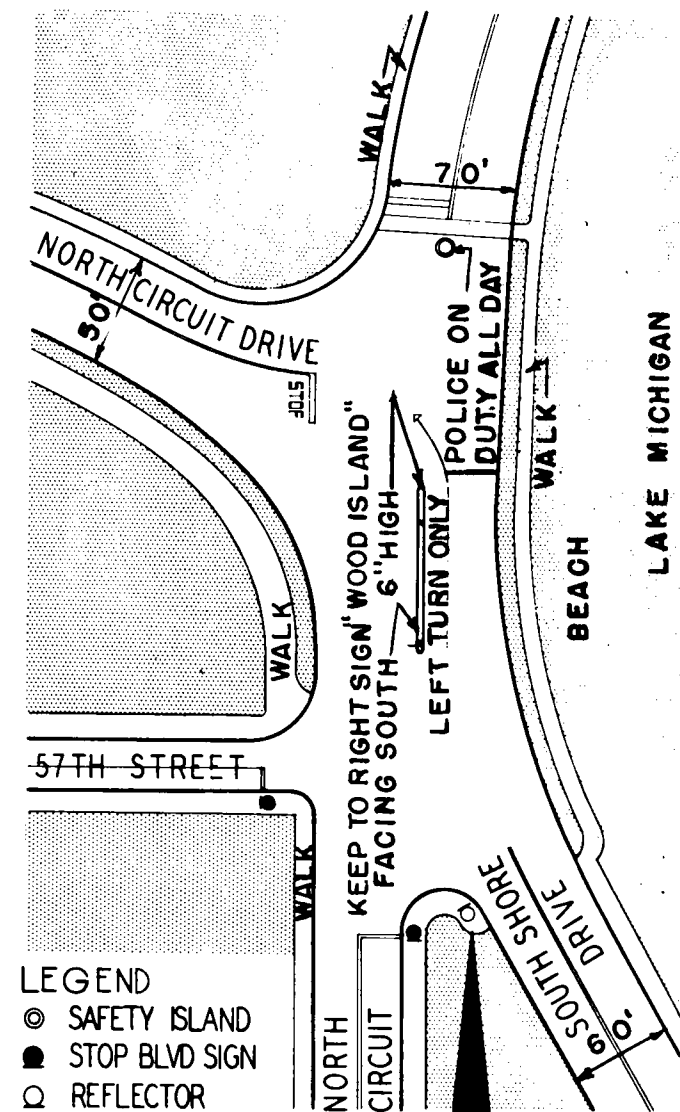 WALK
70'
NORTH CIRCUIT DRIVE
50'
STOP
POLICE ON
DUTY ALL DAY
WALK
LAKE MICHIGAN
BEACH
KEEP TO RIGHT SIGN "WOOD ISLAND"
FACING SOUTH 6" HIGH
LEFT TURN ONLY
WALK
57TH STREET
WALK
SOUTH SHORE
DRIVE
NORTH
CIRCUIT
LEGEND
SAFETY ISLAND
STOP BLVD SIGN
REFLECTOR